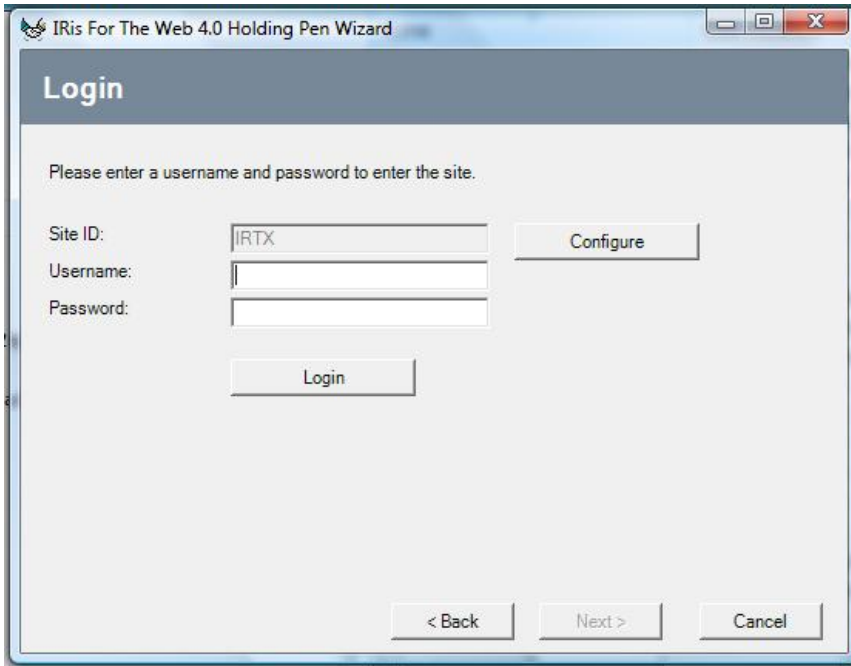 IRis For The Web 4.0 Holding Pen Wizard
Login
Please enter a username and password to enter the site.
Site ID: IRTX Configure
Username:
Password:
Login
< Back Next > Cancel